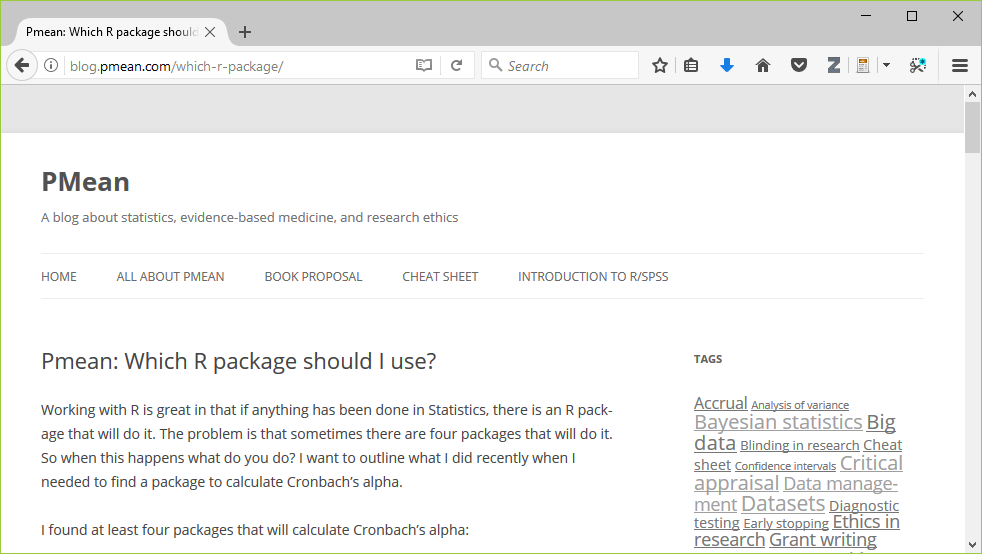 Pmean: Which R package should
blog.pmean.com/which-r-package/
Search
PMean
A blog about statistics, evidence-based medicine, and research ethics
HOME ALL ABOUT PMEAN BOOK PROPOSAL CHEAT SHEET INTRODUCTION TO R/SPSS
Pmean: Which R package should I use?
Working with R is great in that if anything has been done in Statistics, there is an R pack-
age that will do it. The problem is that sometimes there are four packages that will do it.
So when this happens what do you do? I want to outline what I did recently when I
needed to find a package to calculate Cronbach's alpha.
I found at least four packages that will calculate Cronbach's alpha:
TAGS
Accrual Analysis of variance
Bayesian statistics Big
data Blinding in research Cheat
sheet Confidence intervals Critical
appraisal Data manage-
ment Datasets Diagnostic
testing Early stopping Ethics in
research Grant writing